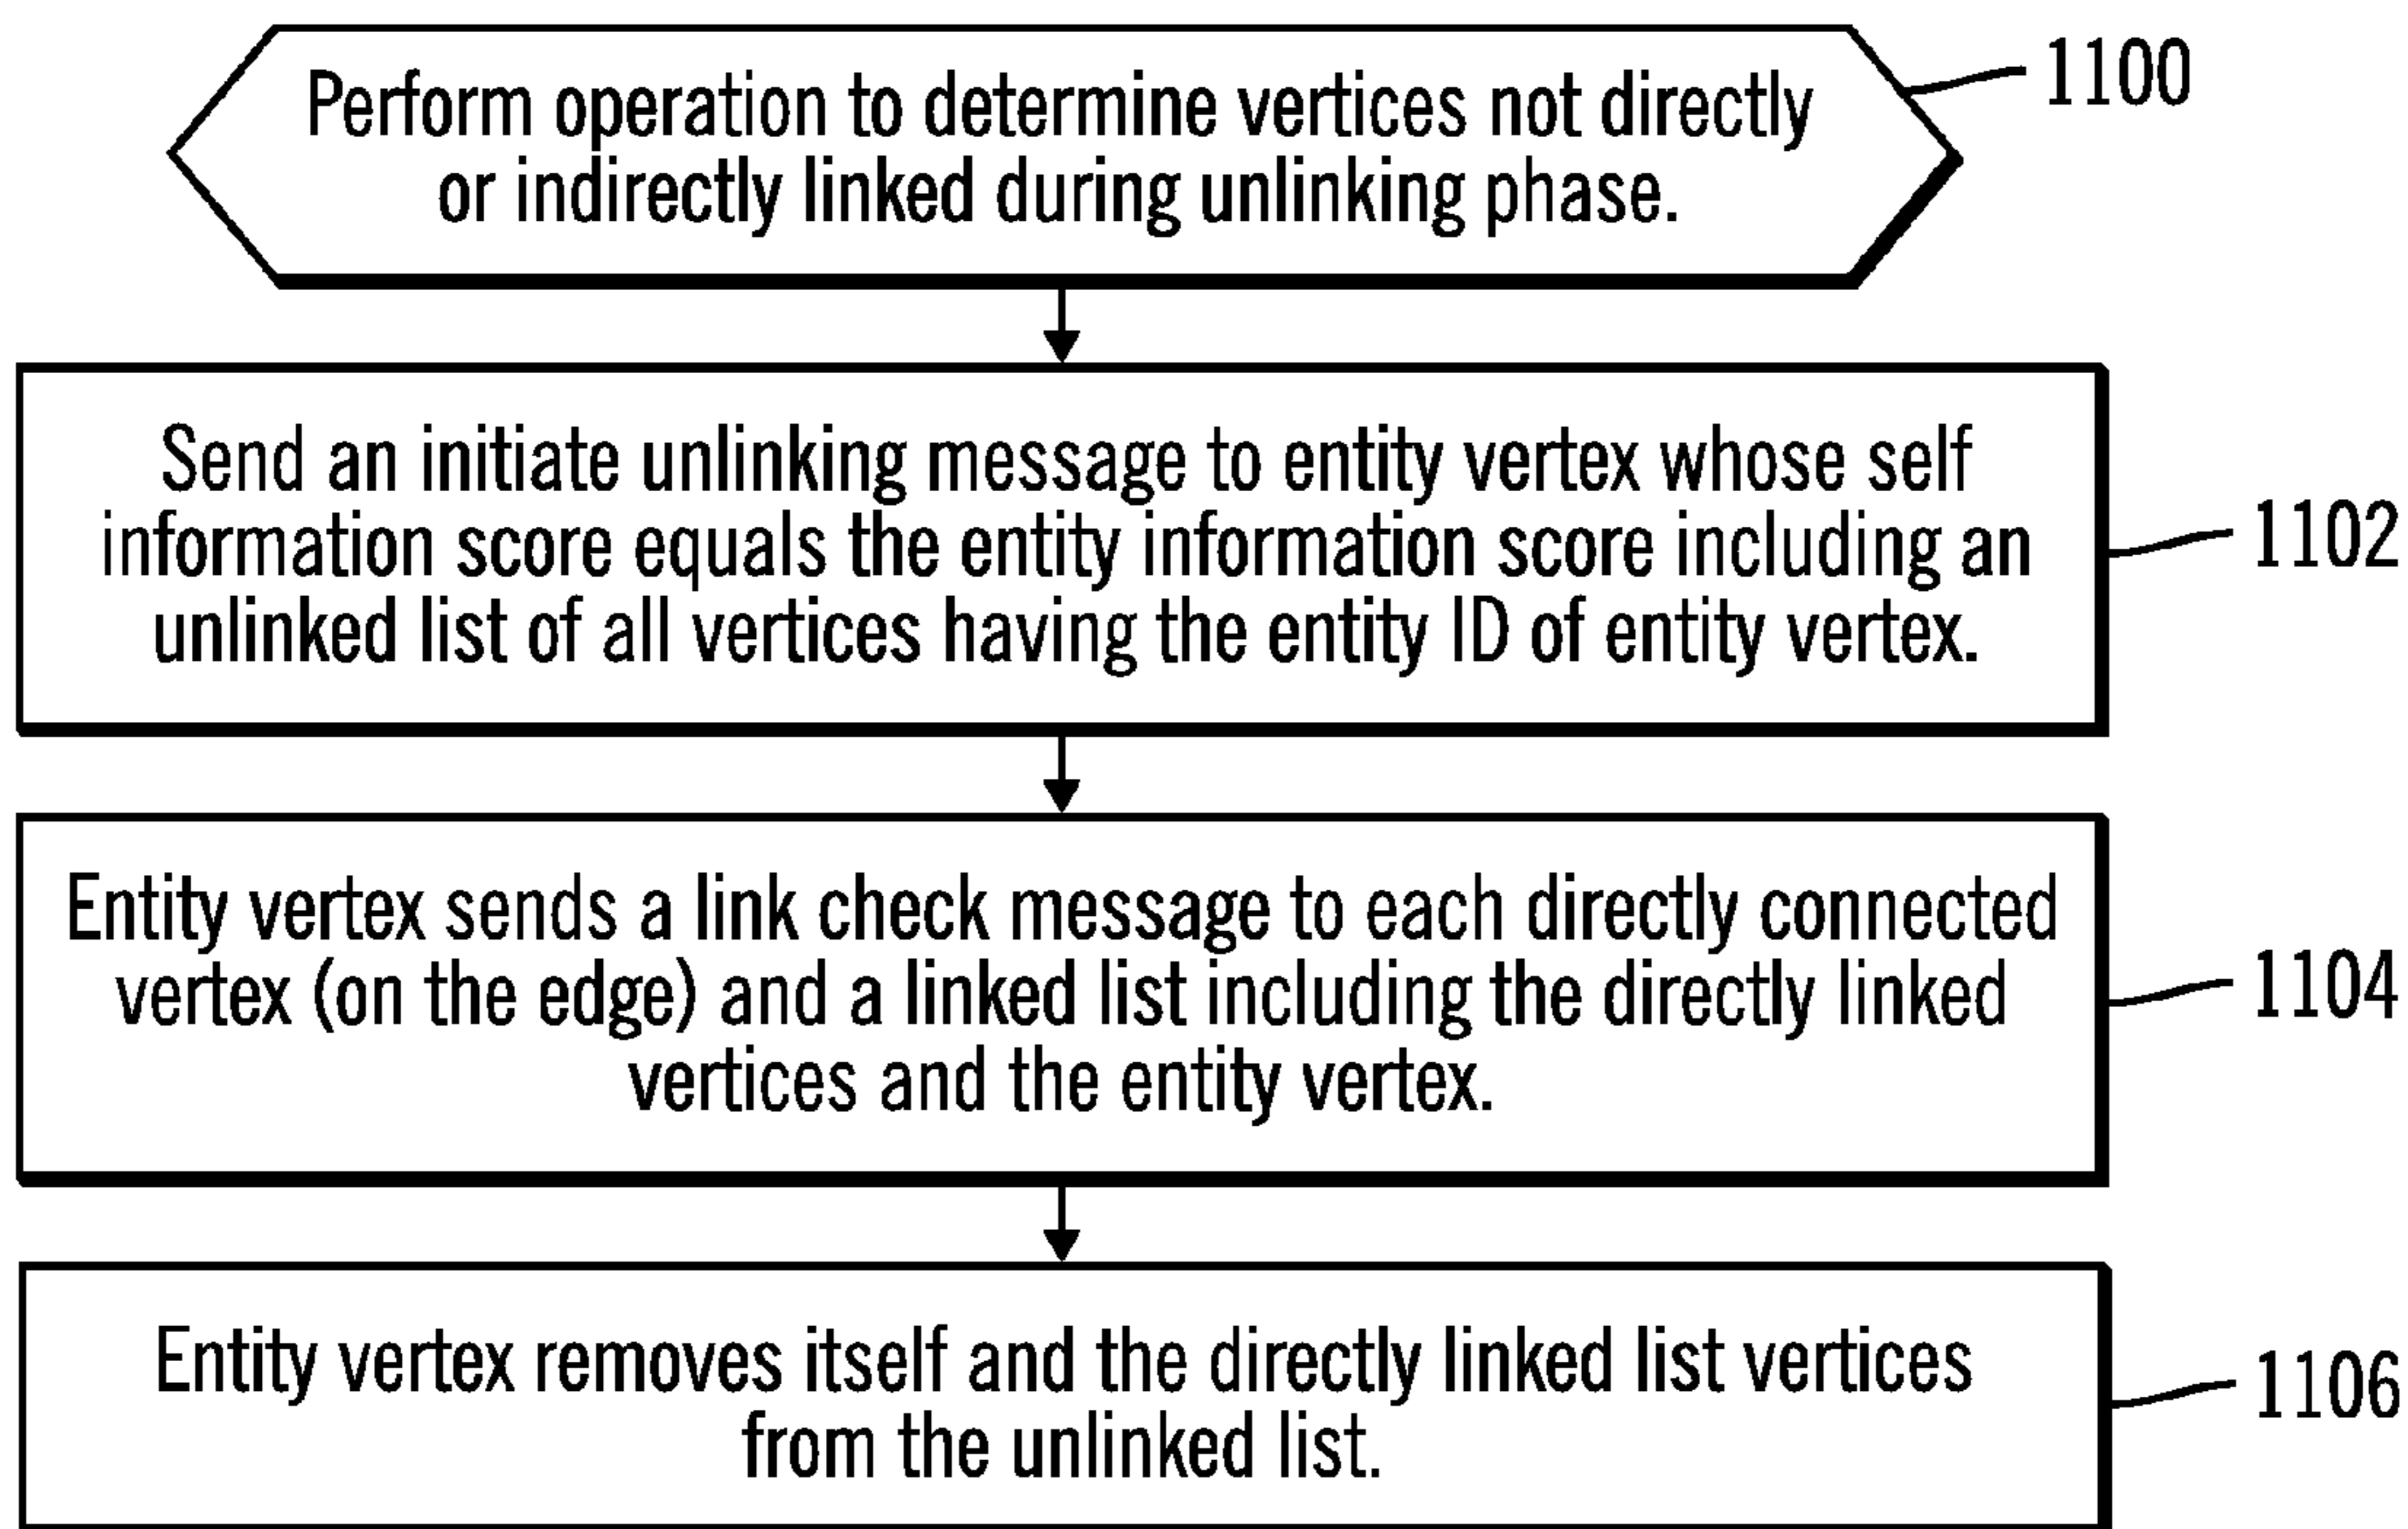 Perform operation to determine vertices not directly
or indirectly linked during unlinking phase.
1100
Send an initiate unlinking message to entity vertex whose self
information score equals the entity information score including an
unlinked list of all vertices having the entity ID of entity vertex.
1102
Entity vertex sends a link check message to each directly connected
vertex (on the edge) and a linked list including the directly linked
vertices and the entity vertex.
1104
Entity vertex removes itself and the directly linked list vertices
from the unlinked list.
1106